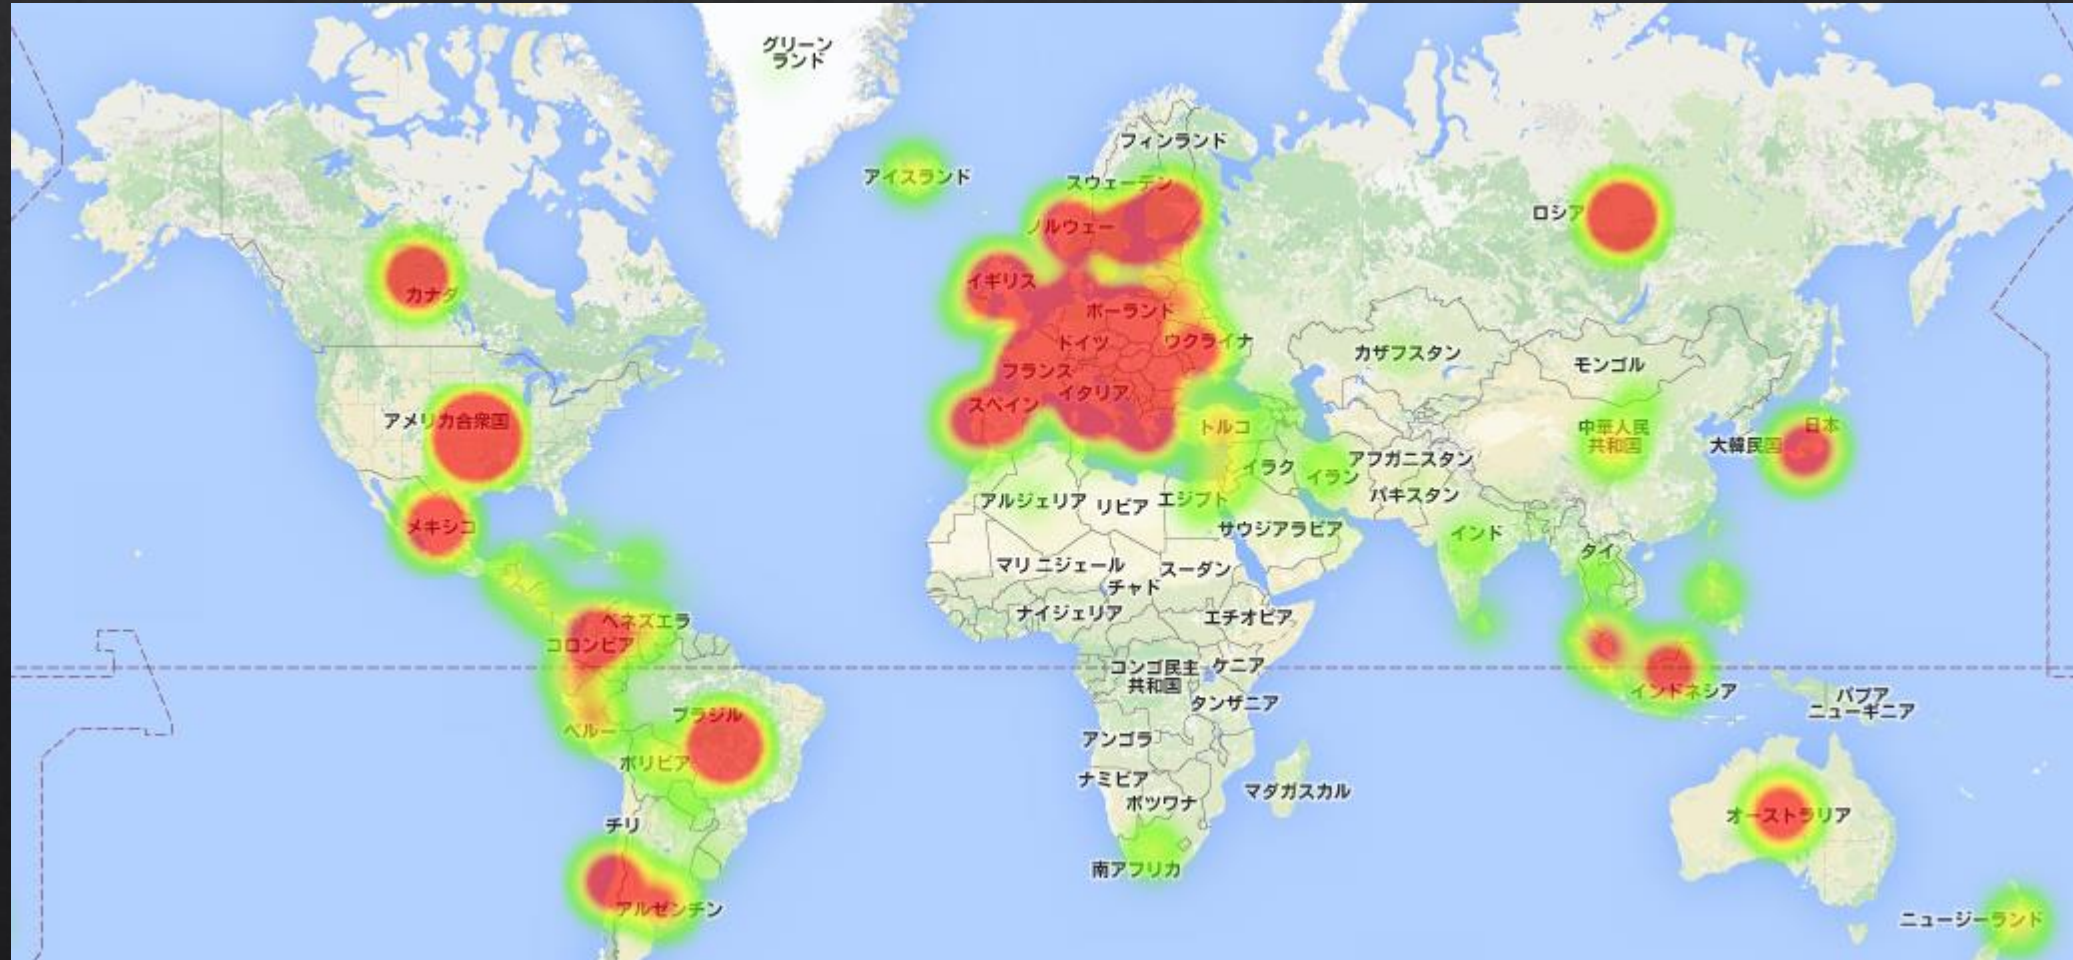 グリーン
ランド
フィンランド
アイスランド
スウェーデン
ロシア
ノルウェー
イギリス
カナダ
ポーランド
ドイツ
ウクライナ
カザフスタン
モンゴル
フランス
イタリア
スペイン
アメリカ合衆国
トルコ
中華人民
共和国
日本
大韓民国
イラク
イラン
アフガニスタン
パキスタン
アルジェリア
リビア
エジプト
メキシコ
サウジアラビア
インド
タイ
マリ
ニジェール
スーダン
チャド
ナイジェリア
エチオピア
ベネズエラ
コロンビア
コンゴ民主
共和国
ケニア
インドネシア
パプア
ニューギニア
タンザニア
ブラジル
ペルー
アンゴラ
ボリビア
ナミビア
マダガスカル
ボツワナ
オーストラリア
チリ
南アフリカ
アルゼンチン
ニュージーランド